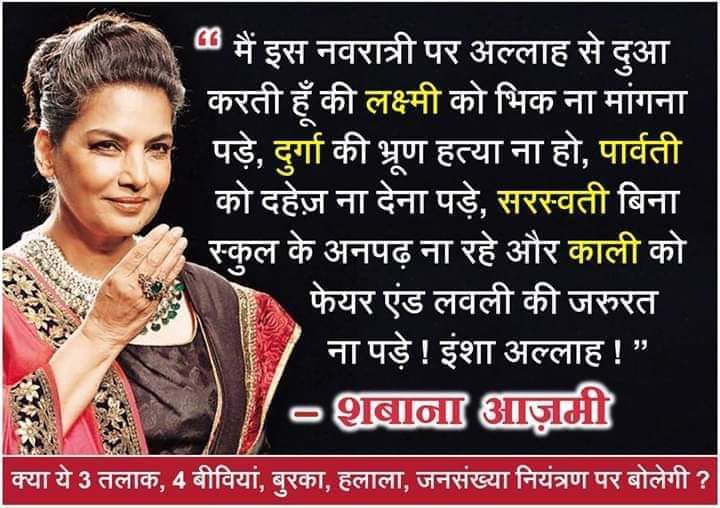 “ मैं इस नवरात्री पर अल्लाह से दुआ
करती हूँ की लक्ष्मी को भिक ना मांगना
पड़े, दुर्गा की भ्रूण हत्या ना हो, पार्वती
को दहेज़ ना देना पड़े, सरस्वती बिना
स्कुल के अनपढ़ ना रहे और काली को
फेयर एंड लवली की जरुरत
ना पड़े ! इंशा अल्लाह ! ”
– शबाना आज़मी
क्या ये 3 तलाक, 4 बीवियां, बुरका, हलाला, जनसंख्या नियंत्रण पर बोलेगी ?